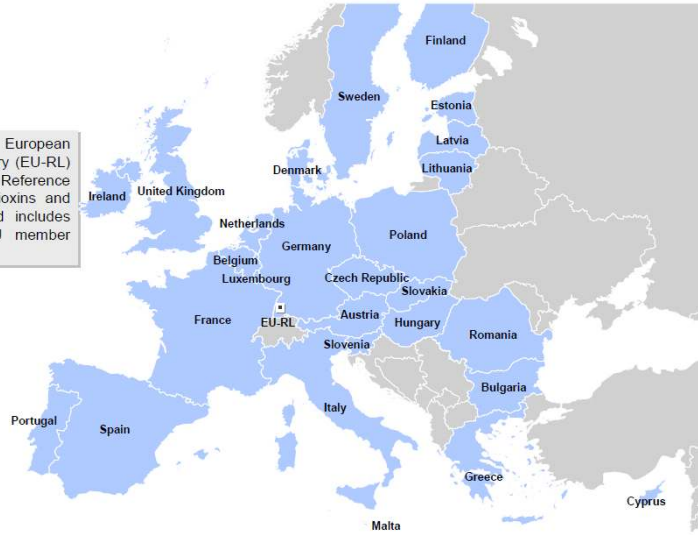 European
ry (EU-RL)
Reference
oxins and
d includes
U member
Finland
Sweden
Estonia
Latvia
Lithuania
Denmark
Ireland
United Kingdom
Netherlands
Poland
Germany
Belgium
Luxembourg
Czech Republic
Slovakia
France
EU-RL
Austria
Hungary
Slovenia
Romania
Bulgaria
Italy
Portugal
Spain
Greece
Cyprus
Malta